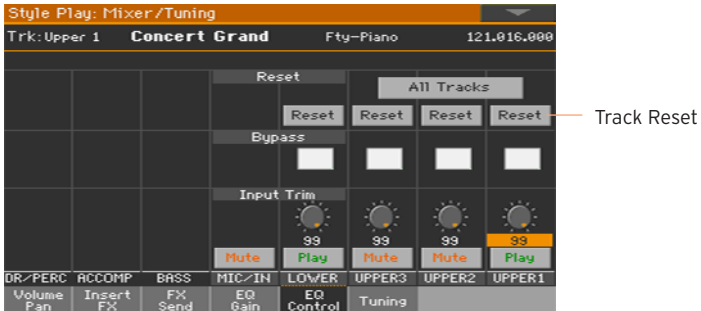 Style Play: Mixer/Tuning
Trk:Upper 1 Concert Grand Fty-Piano 121.016.000
Reset
All Tracks
Reset Reset Reset Reset
Track Reset
Bypass
Input Trim
99 99 99 99
Mute Play Mute Mute Play
DR/PERC ACCOMP BASS MIC/IN LOWER UPPER3 UPPER2 UPPER1
Volume Pan Insert FX FX Send EQ Gain EQ Control Tuning